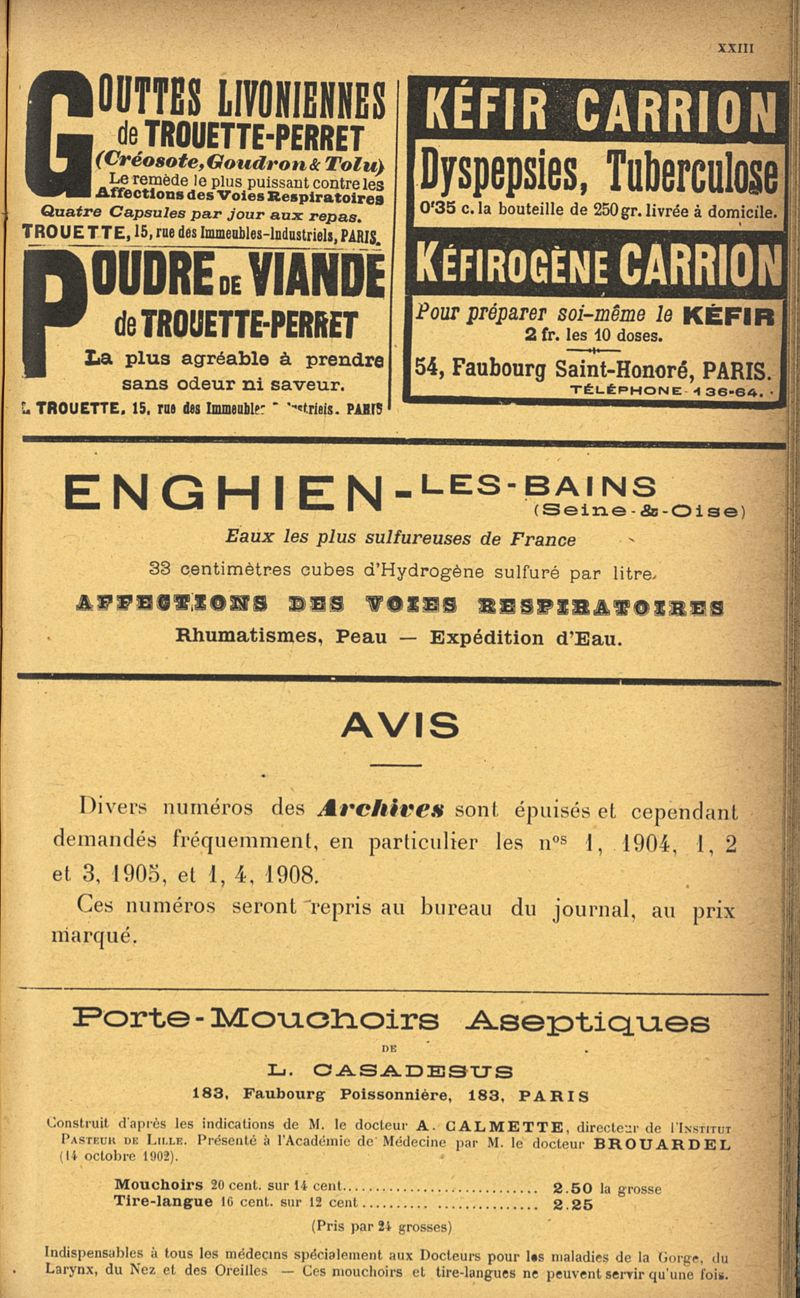 XXIII
GOUTTES LIVONIENNES
de TROUETTE-PERRET
(Créosote, Goudron & Tolu)
Le remède le plus puissant contre les
Affections des Voies Respiratoires
Quatre Capsules par jour aux repas.
TROUETTE, 15, rue des Immeubles-Industriels, PARIS.
POUDRE DE VIANDE
de TROUETTE-PERRET
La plus agréable à prendre
sans odeur ni saveur.
TROUETTE, 15, rue des PARIS
KÉFIR CARRION
Dyspepsies, Tuberculose
0f35 c. la bouteille de 250 gr. livrée à domicile.
KÉFIROGÈNE CARRION
Pour préparer soi-même le KÉFIR
2 fr. les 10 doses.
54, Faubourg Saint-Honoré, PARIS.
TÉLÉPHONE 136-64.
ENGHIEN-LES-BAINS
(Seine-&-Oise)
Eaux les plus sulfureuses de France
33 centimètres cubes d'Hydrogène sulfuré par litre.
AFFECTIONS DES VOIES RESPIRATOIRES
Rhumatismes, Peau — Expédition d'Eau.
AVIS
Divers numéros des Archives sont épuisés et cependant
demandés fréquemment, en particulier les nos 1, 1904, 1, 2
et 3, 1905, et 1, 4, 1908.
Ces numéros seront repris au bureau du journal, au prix
marqué.
Porte-Mouchoirs Aseptiques
DE
L. CASADESUS
183, Faubourg Poissonnière, 183, PARIS
Construit d'après les indications de M. le docteur A. CALMETTE, directeur de l'INSTITUT
PASTEUR DE LILLE. Présenté à l'Académie de Médecine par M. le docteur BROUARDEL
(14 octobre 1902).
Mouchoirs 20 cent. sur 14 cent............................ 2.50 la grosse
Tire-langue 16 cent. sur 12 cent............................ 2.25
(Pris par 24 grosses)
Indispensables à tous les médecins spécialement aux Docteurs pour les maladies de la Gorge, du
Larynx, du Nez et des Oreilles — Ces mouchoirs et tire-langues ne peuvent servir qu'une fois.